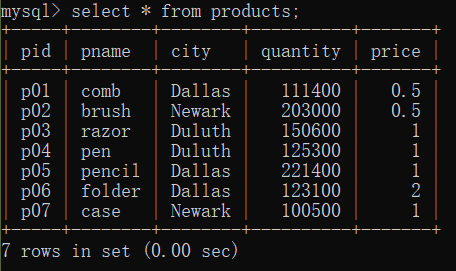 mysql> select * from products;
| pid | pname | city | quantity | price |
| p01 | comb | Dallas | 111400 | 0.5 |
| p02 | brush | Newark | 203000 | 0.5 |
| p03 | razor | Duluth | 150600 | 1 |
| p04 | pen | Duluth | 125300 | 1 |
| p05 | pencil | Dallas | 221400 | 1 |
| p06 | folder | Dallas | 123100 | 2 |
| p07 | case | Newark | 100500 | 1 |
7 rows in set (0.00 sec)